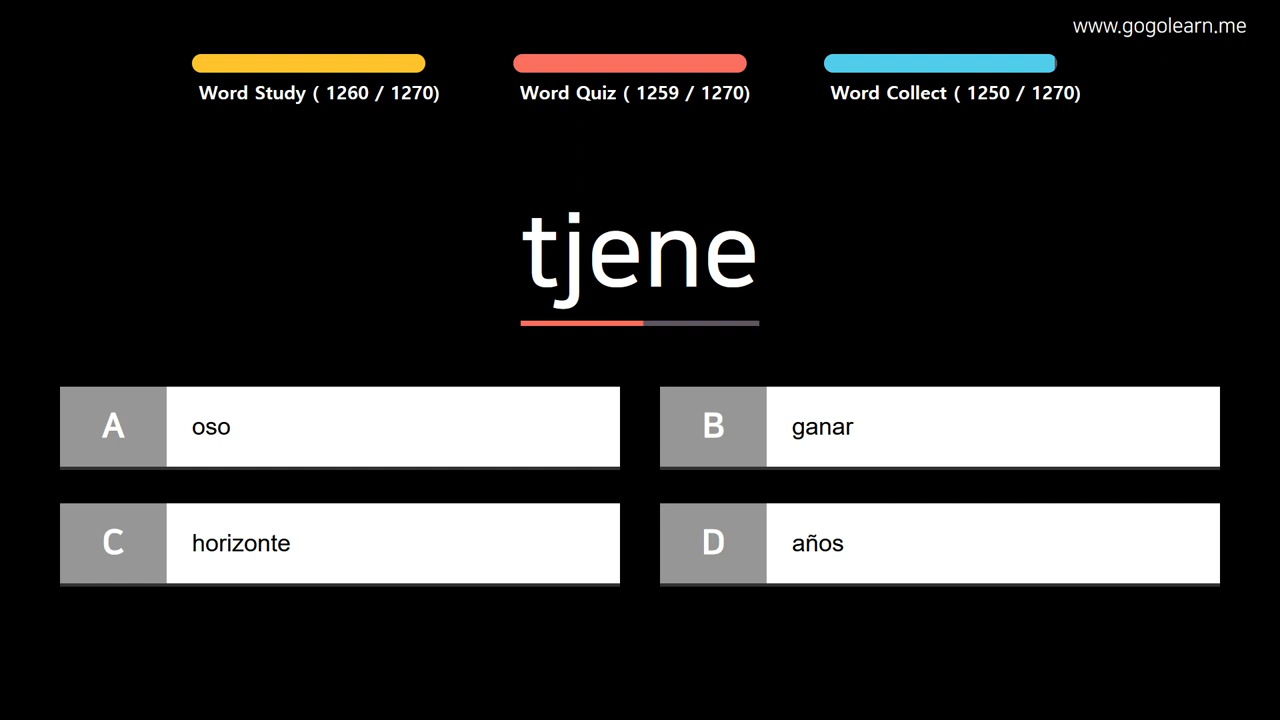 www.gogolearn.me
Word Study ( 1260 / 1270)
Word Quiz ( 1259 / 1270)
Word Collect ( 1250 / 1270)
tjene
A oso
B ganar
C horizonte
D años